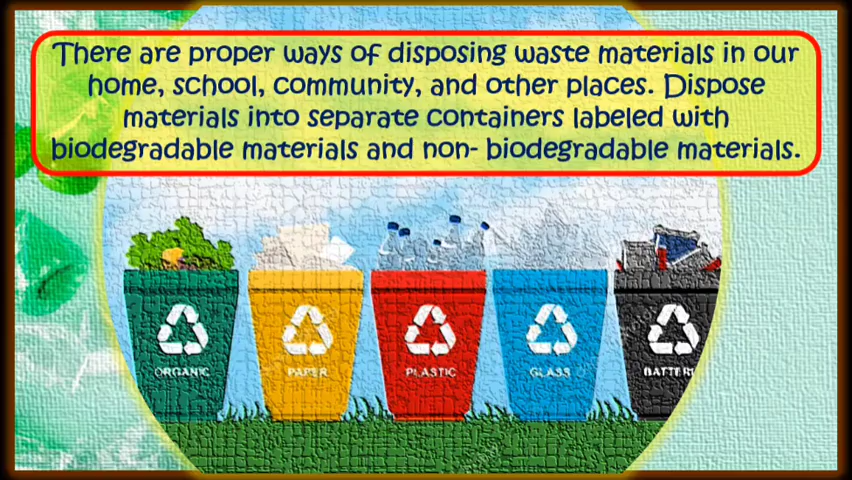 There are proper ways of disposing waste materials in our
home, school, community, and other places. Dispose
materials into separate containers labeled with
biodegradable materials and non- biodegradable materials.
ORGANIC
PAPER
PLASTIC
GLASS
BATTERI